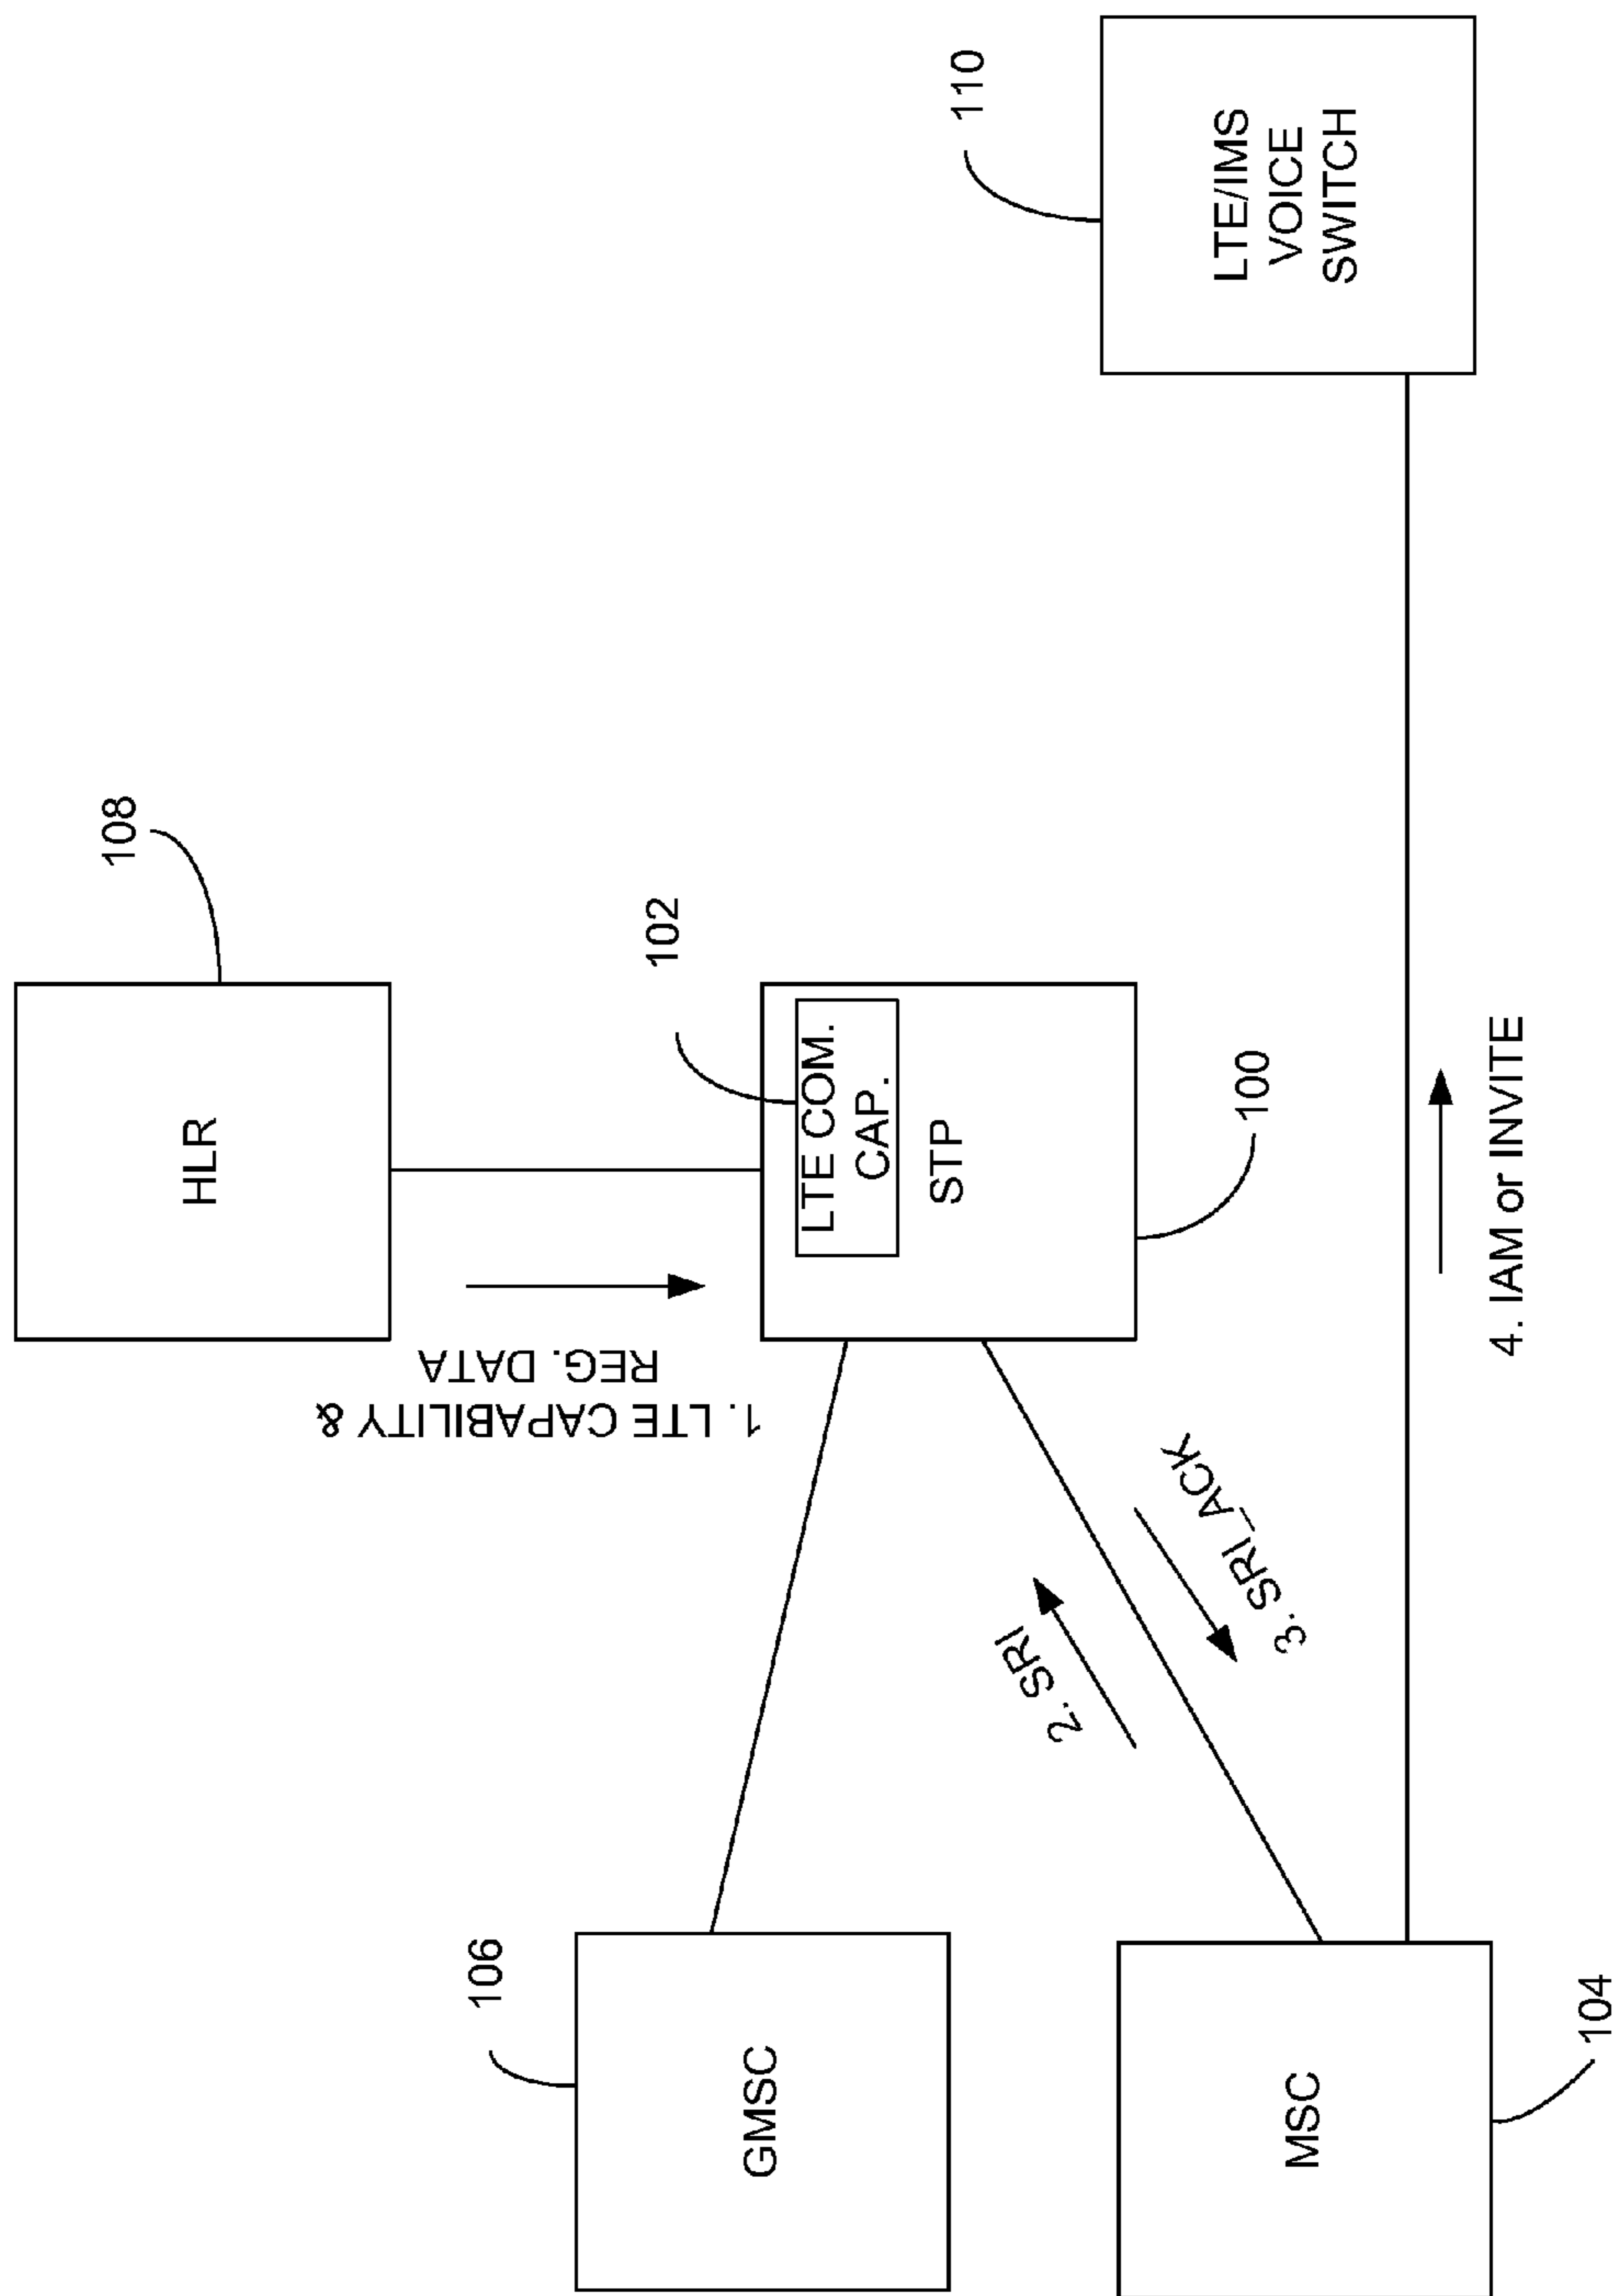 108
HLR
1. LTE CAPABILITY &
REG. DATA
102
LTE COM.
CAP.
STP
100
106
GMSC
2. SRI
3. SRI_ACK
MSC
104
4. IAM or INVITE
110
LTE/IMS
VOICE
SWITCH